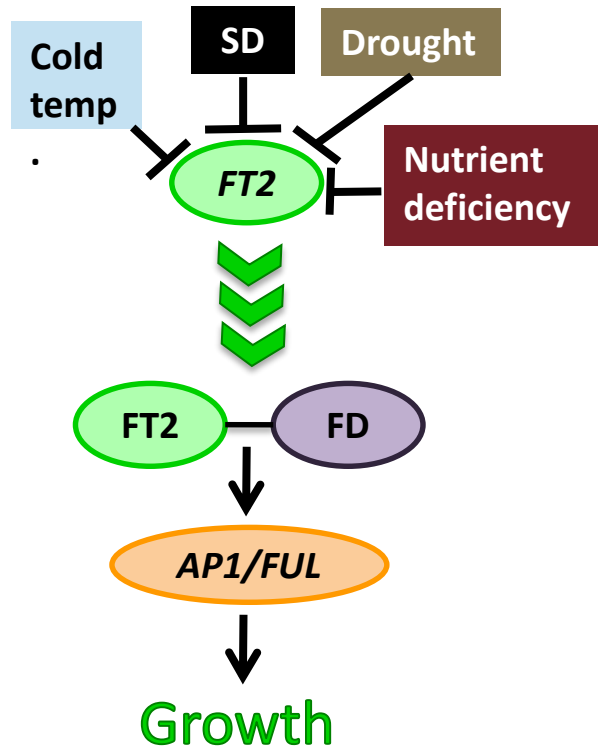 SD
Drought
Cold
temp
.
FT2
Nutrient
deficiency
FT2
FD
AP1/FUL
Growth